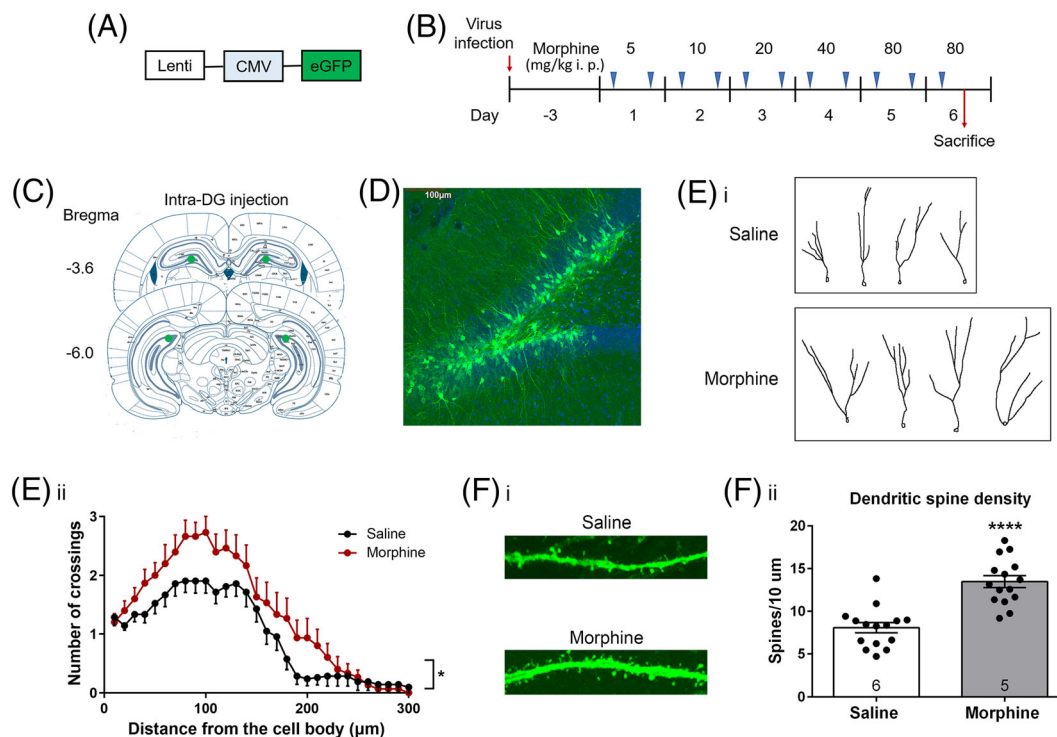 (A)
Lenti
CMV
eGFP
(B)
Virus
infection
Morphine
(mg/kg i. p.)
5 10 20 40 80 80
Day -3 1 2 3 4 5 6
Sacrifice
(C)
Intra-DG injection
Bregma
-3.6
-6.0
(D)
100µm
(E) i
Saline
Morphine
(E) ii
Number of crossings
3
2
1
0
Saline
Morphine
*
0 100 200 300
Distance from the cell body (µm)
(F) i
Saline
Morphine
(F) ii
Dendritic spine density
Spines/10 um
20
15
10
5
0
****
6 5
Saline Morphine